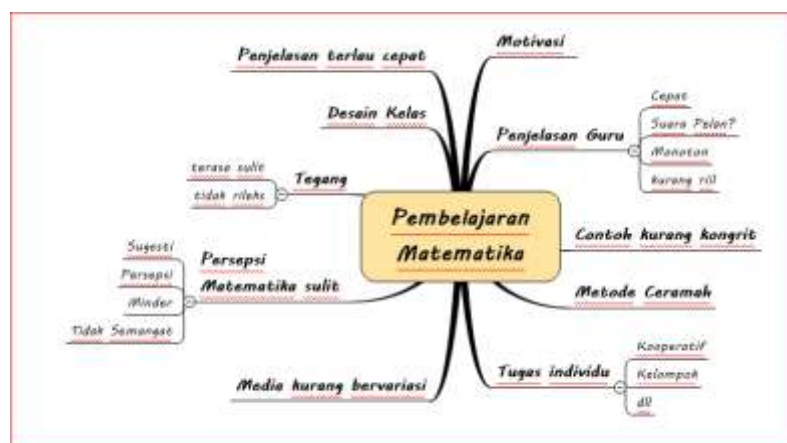 Penjelasan terlau cepat
Desain Kelas
Tegang
terasa sulit
tidak rileks
Persepsi
Matematika sulit
Sugesti
Persepsi
Minder
Tidak Semangat
Media kurang bervariasi
Pembelajaran
Matematika
Motivasi
Penjelasan Guru
Cepat
Suara Pelan?
Monoton
kurang riil
Contoh kurang kongrit
Metode Ceramah
Tugas individu
Kooperatif
Kelompok
dll